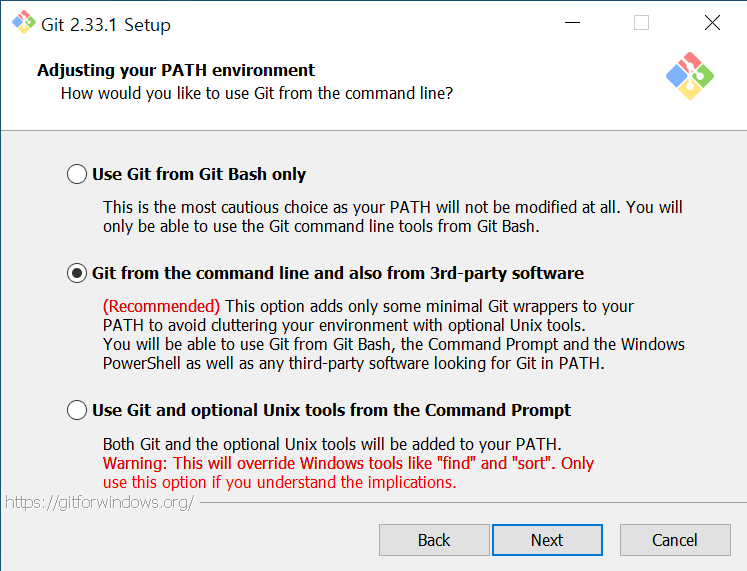 Git 2.33.1 Setup
Adjusting your PATH environment
How would you like to use Git from the command line?
Use Git from Git Bash only
This is the most cautious choice as your PATH will not be modified at all. You will
only be able to use the Git command line tools from Git Bash.
Git from the command line and also from 3rd-party software
(Recommended) This option adds only some minimal Git wrappers to your
PATH to avoid cluttering your environment with optional Unix tools.
You will be able to use Git from Git Bash, the Command Prompt and the Windows
PowerShell as well as any third-party software looking for Git in PATH.
Use Git and optional Unix tools from the Command Prompt
Both Git and the optional Unix tools will be added to your PATH.
Warning: This will override Windows tools like "find" and "sort". Only
use this option if you understand the implications.
https://gitforwindows.org/
Back Next Cancel